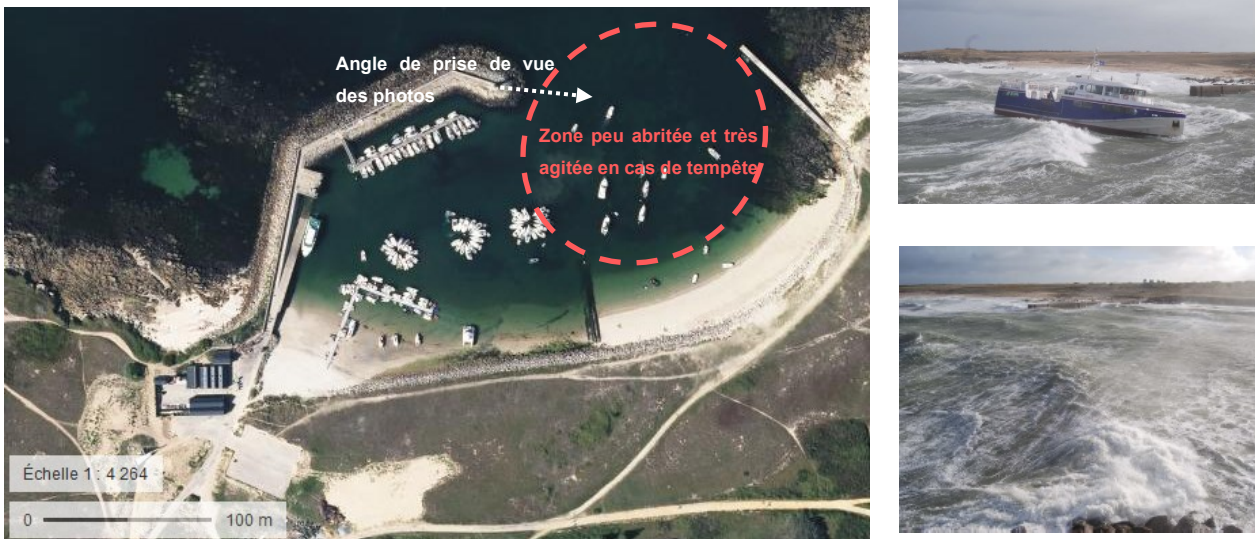 Angle de prise de vue
des photos
Zone peu abritée et très
agitée en cas de tempête
Échelle 1 : 4 264
0 100 m